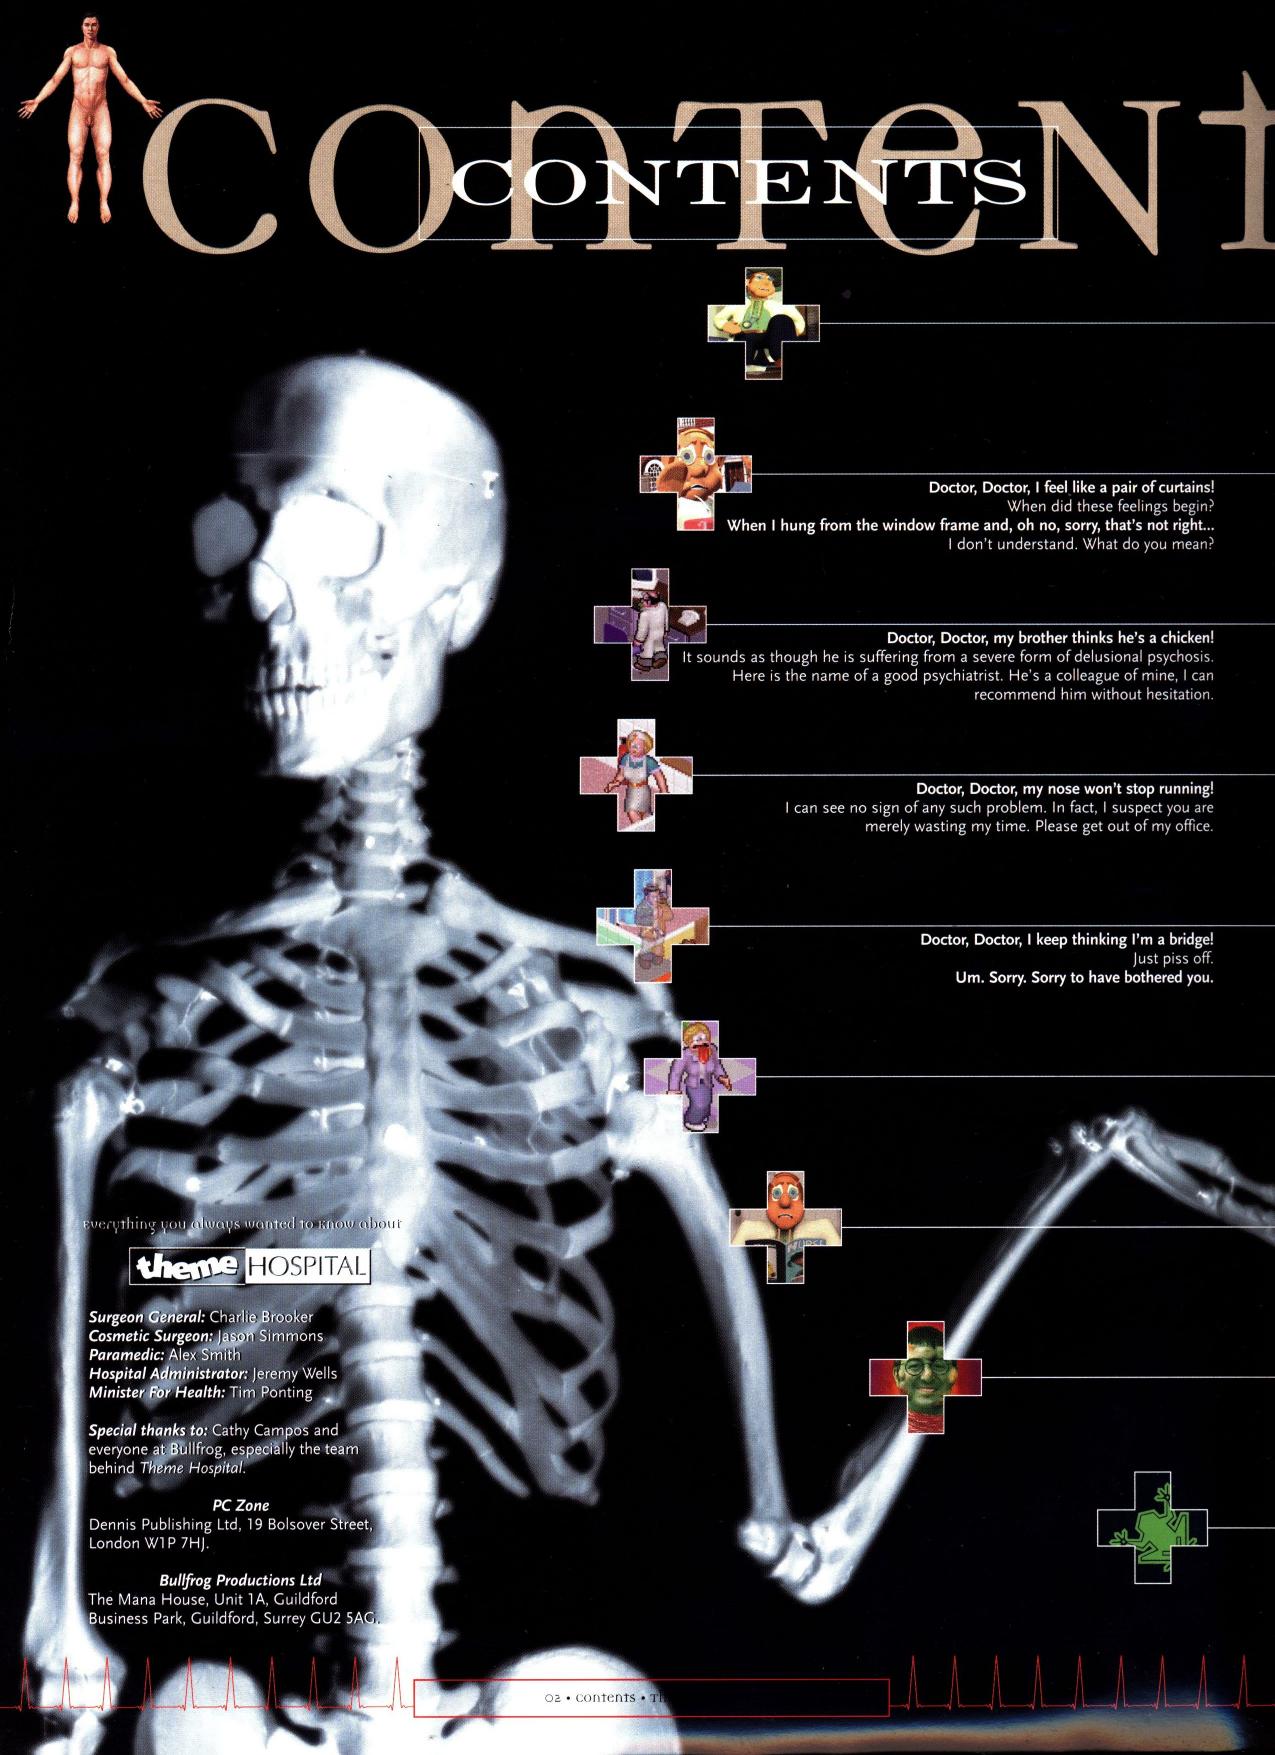 content
CONTENTS
Doctor, Doctor, I feel like a pair of curtains!
When did these feelings begin?
When I hung from the window frame and, oh no, sorry, that's not right...
I don't understand. What do you mean?
Doctor, Doctor, my brother thinks he's a chicken!
It sounds as though he is suffering from a severe form of delusional psychosis.
Here is the name of a good psychiatrist. He's a colleague of mine, I can
recommend him without hesitation.
Doctor, Doctor, my nose won't stop running!
I can see no sign of any such problem. In fact, I suspect you are
merely wasting my time. Please get out of my office.
Doctor, Doctor, I keep thinking I'm a bridge!
Just piss off.
Um. Sorry. Sorry to have bothered you.
NURSE
Everything you always wanted to know about
theme HOSPITAL
Surgeon General: Charlie Brooker
Cosmetic Surgeon: Jason Simmons
Paramedic: Alex Smith
Hospital Administrator: Jeremy Wells
Minister For Health: Tim Ponting
Special thanks to: Cathy Campos and
everyone at Bullfrog, especially the team
behind Theme Hospital.
PC Zone
Dennis Publishing Ltd, 19 Bolsover Street,
London W1P 7HJ.
Bullfrog Productions Ltd
The Mana House, Unit 1A, Guildford
Business Park, Guildford, Surrey GU2 5AG.
02 • contents •